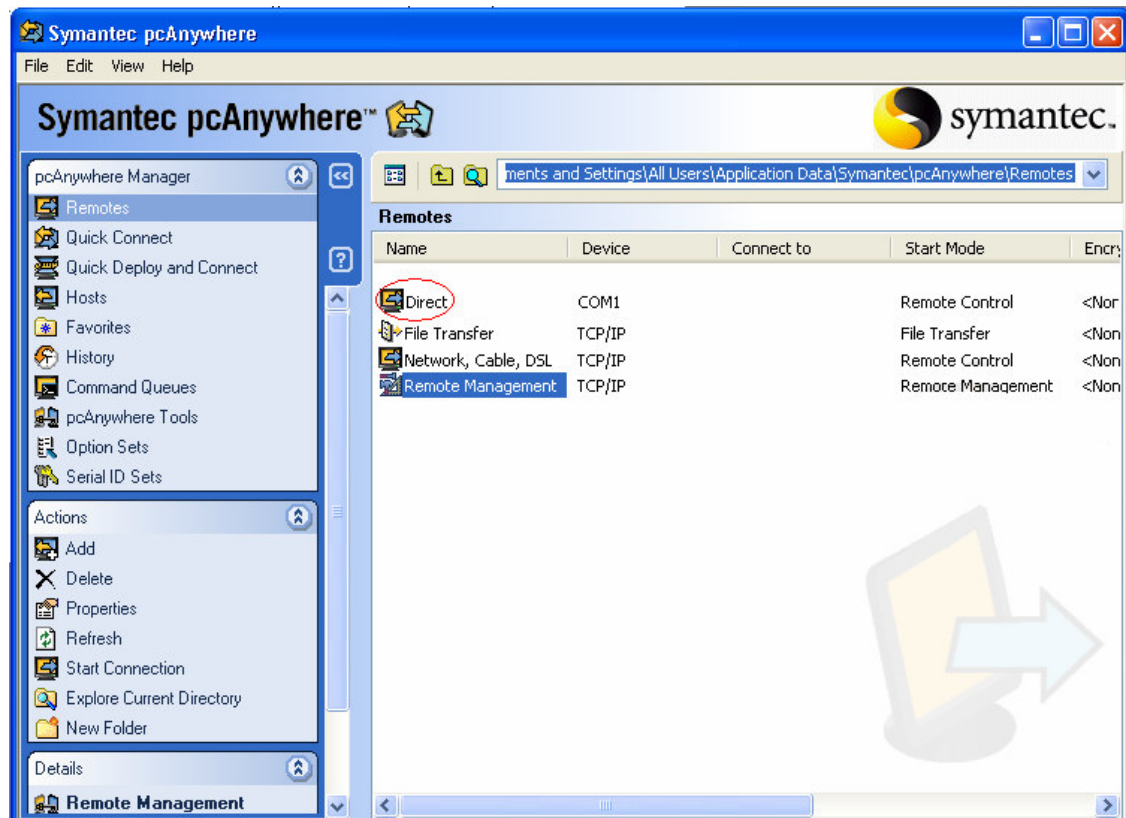 Symantec pcAnywhere
File Edit View Help
Symantec pcAnywhere™
symantec.
pcAnywhere Manager
Remotes
Quick Connect
Quick Deploy and Connect
Hosts
Favorites
History
Command Queues
pcAnywhere Tools
Option Sets
Serial ID Sets
Actions
Add
Delete
Properties
Refresh
Start Connection
Explore Current Directory
New Folder
Details
Remote Management
ments and Settings\All Users\Application Data\Symantec\pcAnywhere\Remotes
Remotes
Name Device Connect to Start Mode Encry
Direct COM1 Remote Control <Nor
File Transfer TCP/IP File Transfer <Non
Network, Cable, DSL TCP/IP Remote Control <Non
Remote Management TCP/IP Remote Management <Non